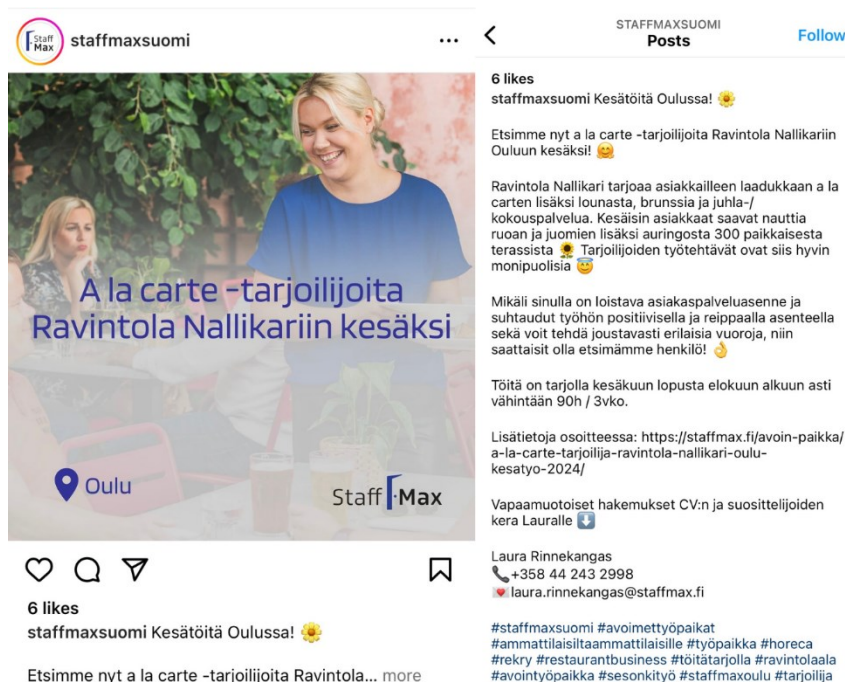 Staff
Max
staffmaxsuomi
...
A la carte -tarjoilijoita
Ravintola Nallikariin kesäksi
Oulu
Staff Max
6 likes
staffmaxsuomi Kesätöitä Oulussa! 🌼
Etsimme nyt a la carte -tarjoilijoita Ravintola... more
STAFFMAXSUOMI
Posts
Follow
6 likes
staffmaxsuomi Kesätöitä Oulussa! 🌼
Etsimme nyt a la carte -tarjoilijoita Ravintola Nallikariin
Ouluun kesäksi! 🤗
Ravintola Nallikari tarjoaa asiakkailleen laadukkaan a la
carten lisäksi lounasta, brunssia ja juhla-/
kokouspalvelua. Kesäisin asiakkaat saavat nauttia
ruoan ja juomien lisäksi auringosta 300 paikkaisesta
terassista 🌻 Tarjoilijoiden työtehtävät ovat siis hyvin
monipuolisia 😇
Mikäli sinulla on loistava asiakaspalveluasenne ja
suhtaudut työhön positiivisella ja reippaalla asenteella
sekä voit tehdä joustavasti erilaisia vuoroja, niin
saattaisit olla etsimämme henkilö! 👌
Töitä on tarjolla kesäkuun lopusta elokuun alkuun asti
vähintään 90h / 3vko.
Lisätietoja osoitteessa: https://staffmax.fi/avoin-paikka/
a-la-carte-tarjoilija-ravintola-nallikari-oulu-
kesatyo-2024/
Vapaamuotoiset hakemukset CV:n ja suosittelijoiden
kera Lauralle ⬇️
Laura Rinnekangas
📞+358 44 243 2998
💌laura.rinnekangas@staffmax.fi
#staffmaxsuomi #avoimettyöpaikat
#ammattilaisiltaammattilaisille #työpaikka #horeca
#rekry #restaurantbusiness #töitätarjolla #ravintolaala
#avointyöpaikka #sesonkityö #staffmaxoulu #tarjoilija